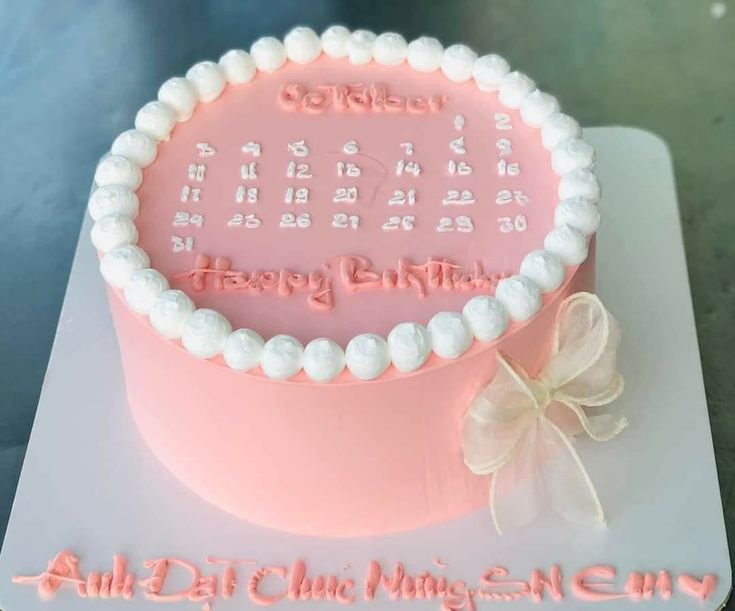 October
1 2
3 4 5 6 7 8 9
11 12 13 14 15 16
17 18 19 20 21 22 23
24 25 26 27 28 29 30
31
Happy Birthday
Anh Đạt Chúc Mừng SN Em